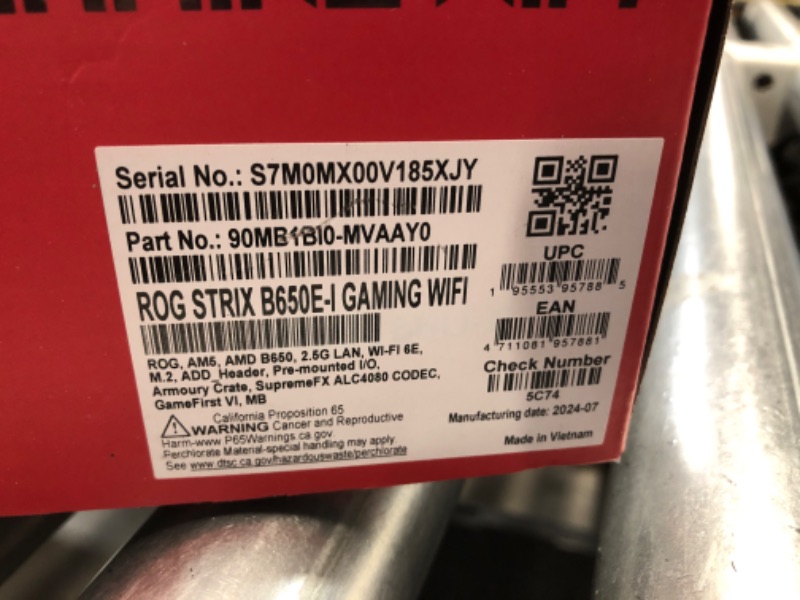 Serial No.: S7M0MX00V185XJY
Part No.: 90MB1BI0-MVAAY0
ROG STRIX B650E-I GAMING WIFI
ROG, AM5, AMD B650, 2.5G LAN, WI-FI 6E,
M.2, ADD_Header, Pre-mounted I/O,
Armoury Crate, SupremeFX ALC4080 CODEC,
GameFirst VI, MB
California Proposition 65
WARNING Cancer and Reproductive
Harm-www.P65Warnings.ca.gov
Perchlorate Material-special handling may apply.
See www.dtsc.ca.gov/hazardouswaste/perchlorate
UPC
1 95553 95788 5
EAN
4 711081 957881
Check Number
5C74
Manufacturing date: 2024-07
Made in Vietnam